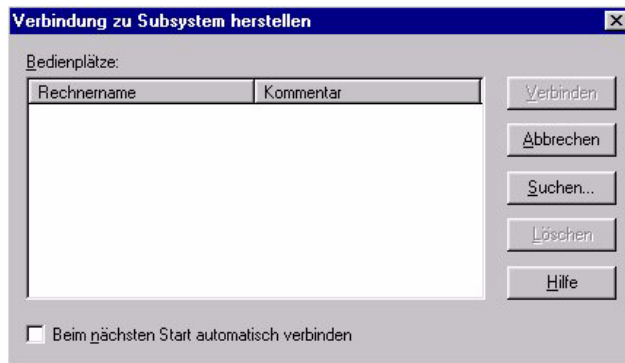 Verbindung zu Subsystem herstellen
Bedienplätze:
Rechnername Kommentar
Verbinden
Abbrechen
Suchen...
Löschen
Hilfe
Beim nächsten Start automatisch verbinden